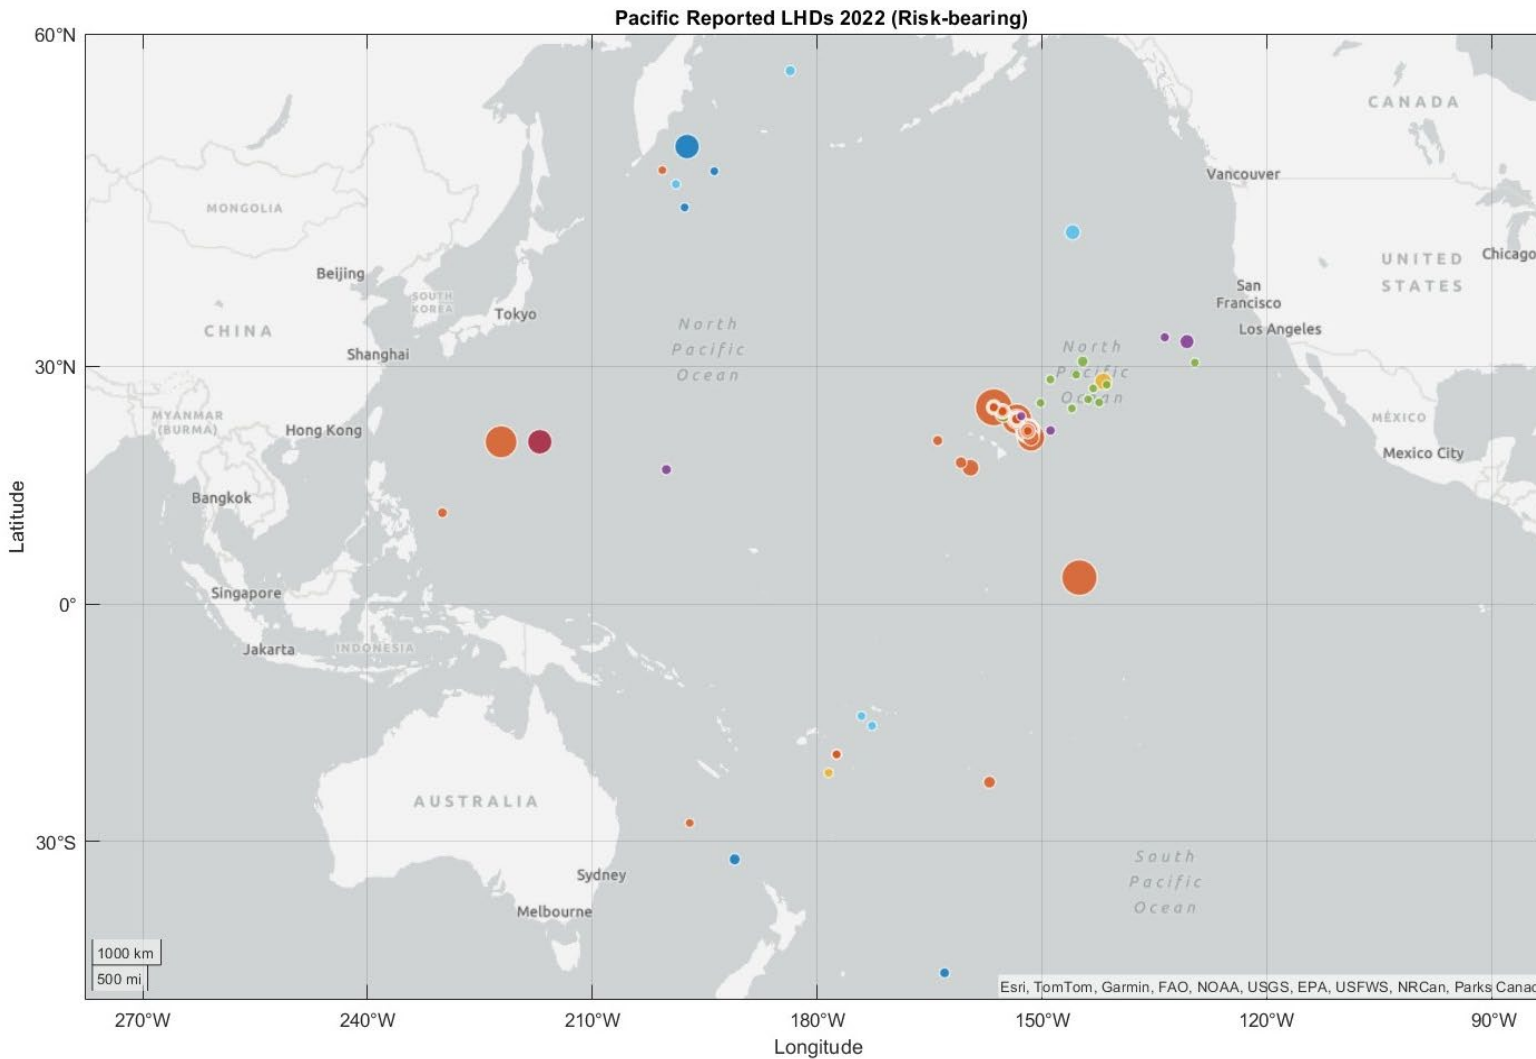 Pacific Reported LHDs 2022 (Risk-bearing)
60°N
CANADA
Vancouver
MONGOLIA
Chicago
UNITED
STATES
Beijing
San
Francisco
SOUTH
KOREA
Tokyo
CHINA
North
Pacific
Ocean
Los Angeles
Shanghai
North
Pacific
Ocean
30°N
MYANMAR
(BURMA)
Hong Kong
MÉXICO
Mexico City
Bangkok
Latitude
Singapore
0°
Jakarta
INDONESIA
AUSTRALIA
30°S
South
Pacific
Ocean
Sydney
Melbourne
1000 km
500 mi
Esri, TomTom, Garmin, FAO, NOAA, USGS, EPA, USFWS, NRCan, Parks Canad
270°W
240°W
210°W
180°W
150°W
120°W
90°W
Longitude